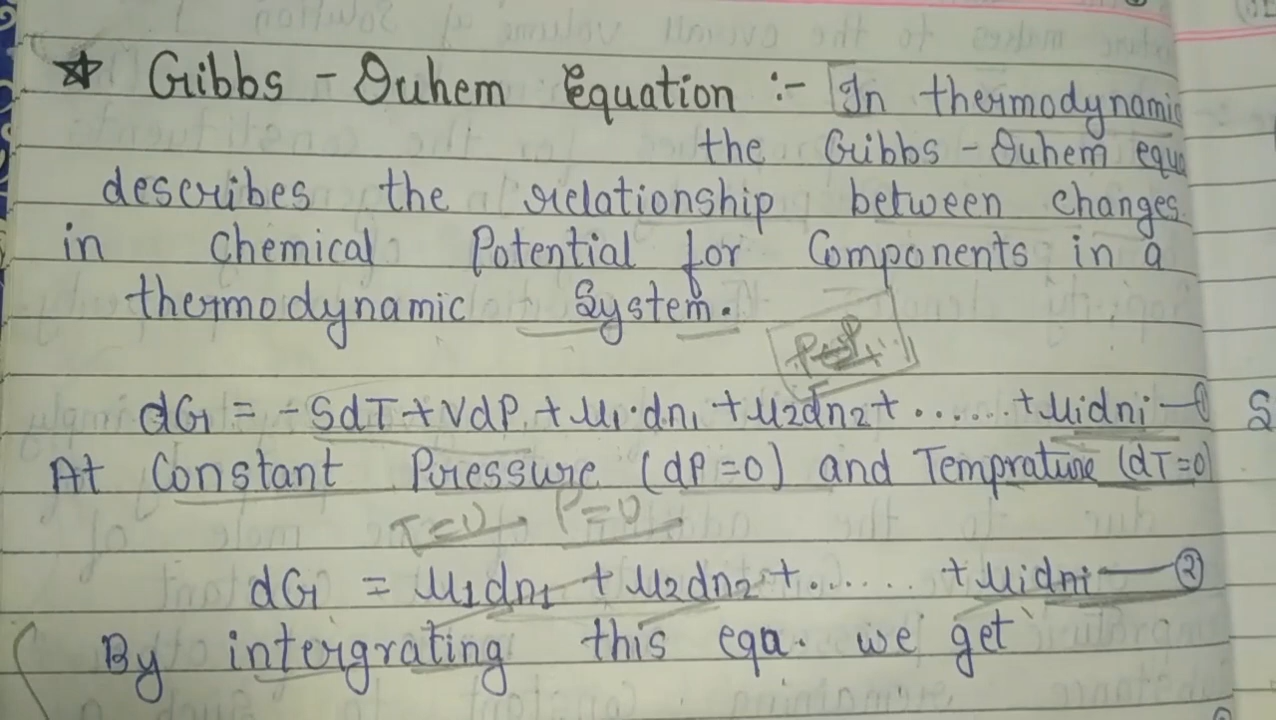 ☆ Gibbs - Duhem Equation :- In thermodynamic
the Gibbs - Duhem equa
describes the relationship between changes
in Chemical Potential for Components in a
thermodynamic System.
dG = - SdT + VdP + μ₁·dn₁ + μ₂dn₂ + ...... + μᵢdnᵢ — ①
S
At Constant Pressure (dP=0) and Temprature (dT=0)
T=0 P=0
dG = μ₁dn₁ + μ₂dn₂ + ...... + μᵢdnᵢ — ②
By intergrating this eqa. we get